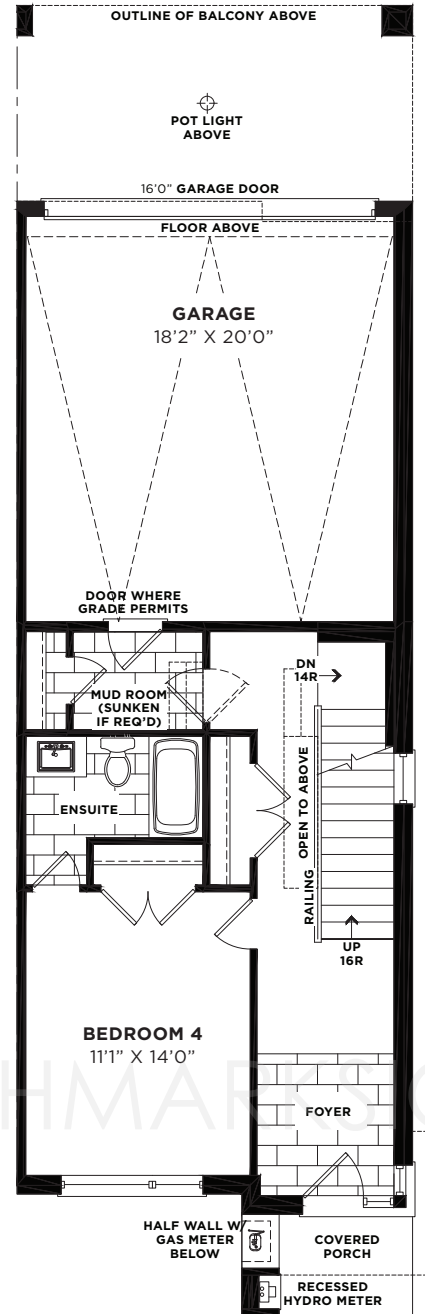 OUTLINE OF BALCONY ABOVE
POT LIGHT
ABOVE
16'0" GARAGE DOOR
FLOOR ABOVE
GARAGE
18'2" X 20'0"
DOOR WHERE
GRADE PERMITS
MUD ROOM
(SUNKEN
IF REQ'D)
DN
14R
ENSUITE
OPEN TO ABOVE
RAILING
UP
16R
BEDROOM 4
11'1" X 14'0"
FOYER
HALF WALL W/
GAS METER
BELOW
COVERED
PORCH
RECESSED
HYDRO METER